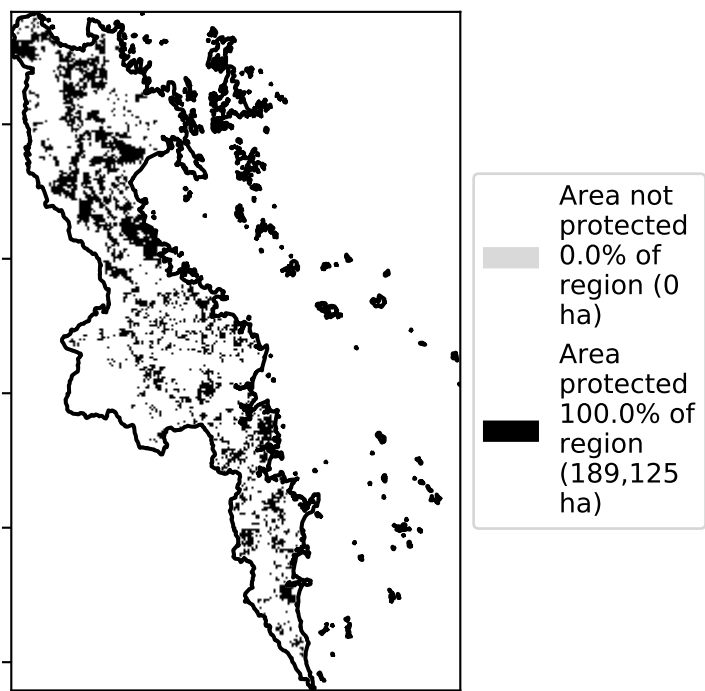 Area not
protected
0.0% of
region (0
ha)
Area
protected
100.0% of
region
(189,125
ha)